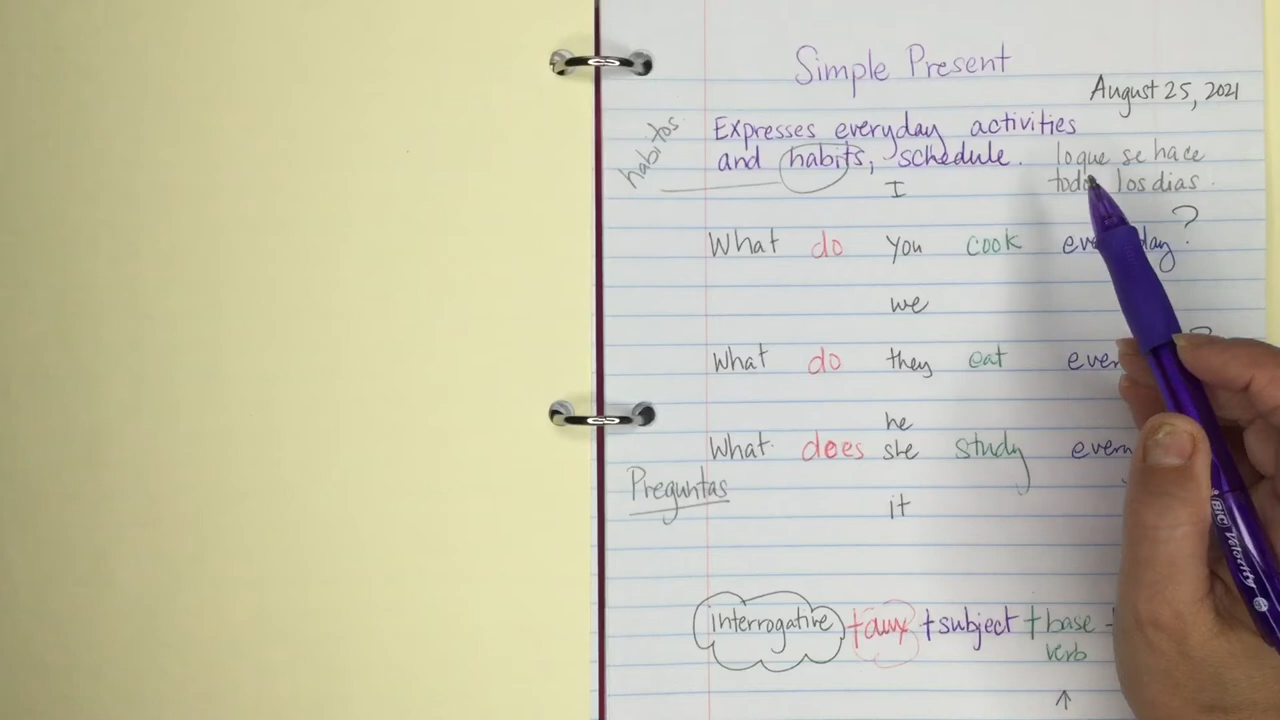 Simple Present
August 25, 2021
habitos
Expresses everyday activities
and habits, schedule.
lo que se hace
todos los dias.
I
What do you cook everyday?
we
What do they eat
he
What does she study
Preguntas
it
interrogative + aux + subject + base +
verb
BIC Velocity